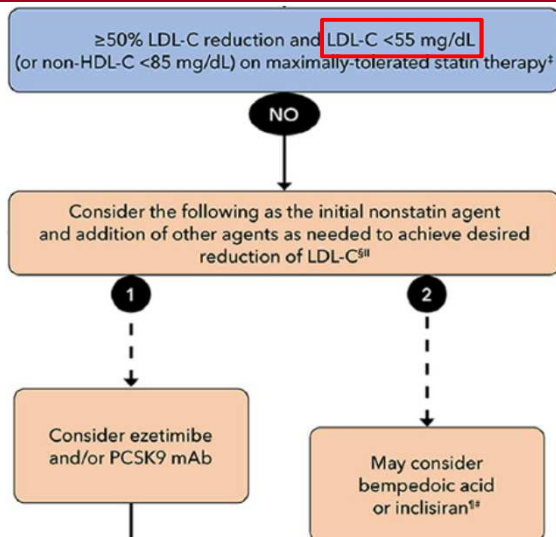 ≥50% LDL-C reduction and LDL-C <55 mg/dL
(or non-HDL-C <85 mg/dL) on maximally-tolerated statin therapy‡
NO
Consider the following as the initial nonstatin agent
and addition of other agents as needed to achieve desired
reduction of LDL-C§‖
1
2
Consider ezetimibe
and/or PCSK9 mAb
May consider
bempedoic acid
or inclisiran¶#